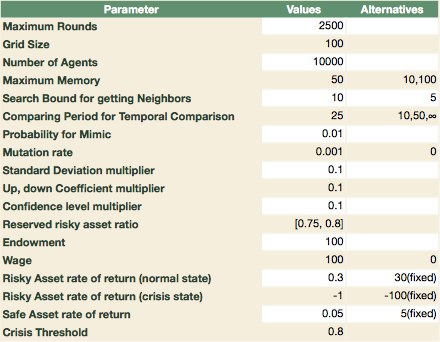 Parameter Values Alternatives
Maximum Rounds 2500
Grid Size 100
Number of Agents 10000
Maximum Memory 50 10,100
Search Bound for getting Neighbors 10 5
Comparing Period for Temporal Comparison 25 10,50,∞
Probability for Mimic 0.01
Mutation rate 0.001 0
Standard Deviation multiplier 0.1
Up, down Coefficient multiplier 0.1
Confidence level multiplier 0.1
Reserved risky asset ratio [0.75, 0.8]
Endowment 100
Wage 100 0
Risky Asset rate of return (normal state) 0.3 30(fixed)
Risky Asset rate of return (crisis state) -1 -100(fixed)
Safe Asset rate of return 0.05 5(fixed)
Crisis Threshold 0.8